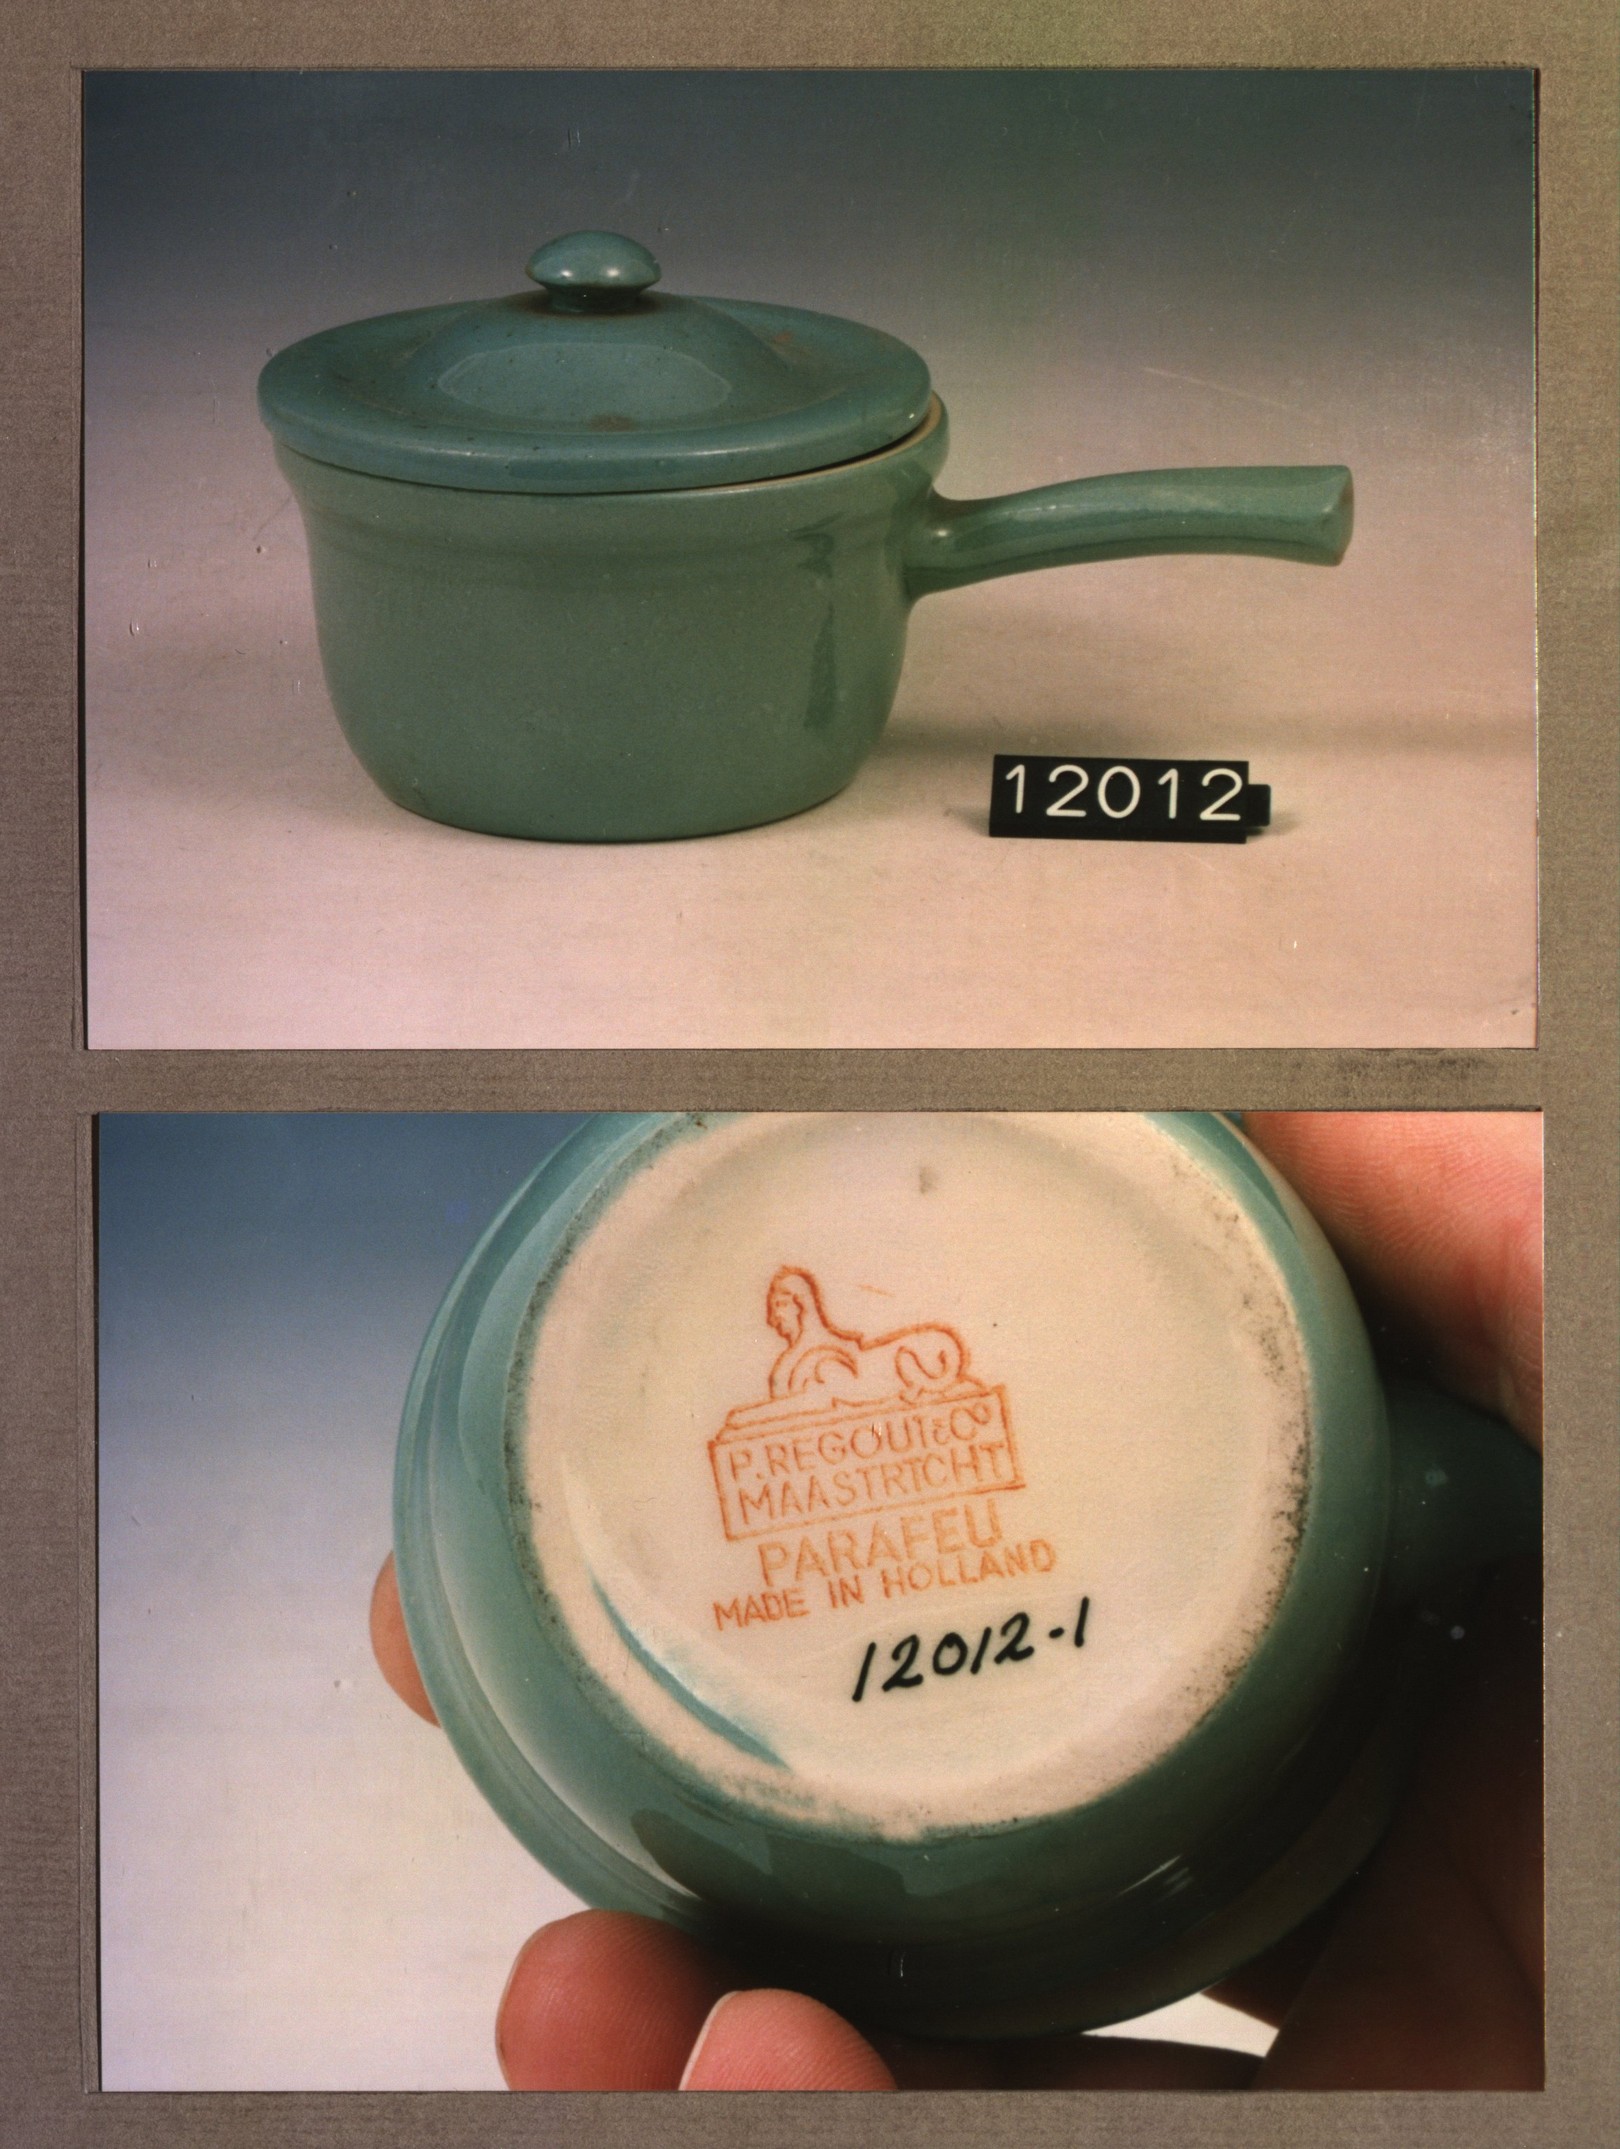 12012
P. REGOUT & Co
MAASTRICHT
PARAFEU
MADE IN HOLLAND
12012-1